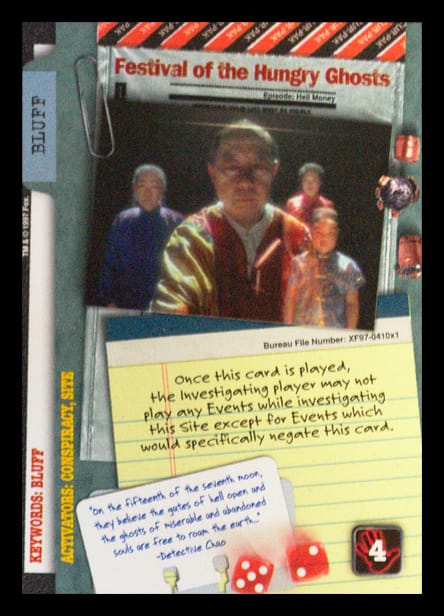 Festival of the Hungry Ghosts
Episode: Hell Money
BLUFF
TM & © 1997 Fox.
Bureau File Number: XF97-0410x1
Once this card is played,
the Investigating player may not
play any Events while investigating
this Site except for Events which
would specifically negate this card.
KEYWORDS: BLUFF
ACTIVATORS: CONSPIRACY, SITE
"On the fifteenth of the seventh moon,
they believe the gates of hell open and
the ghosts of miserable and abandoned
souls are free to roam the earth..."
-Detective Chao
4